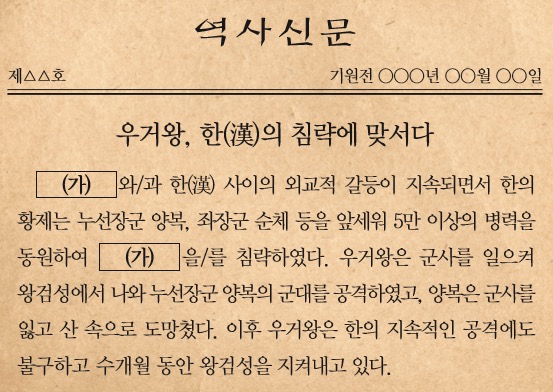 역사신문
제△△호 기원전 ○○○년 ○○월 ○○일
우거왕, 한(漢)의 침략에 맞서다
(가) 와/과 한(漢) 사이의 외교적 갈등이 지속되면서 한의
황제는 누선장군 양복, 좌장군 순체 등을 앞세워 5만 이상의 병력을
동원하여 (가) 을/를 침략하였다. 우거왕은 군사를 일으켜
왕검성에서 나와 누선장군 양복의 군대를 공격하였고, 양복은 군사를
잃고 산 속으로 도망쳤다. 이후 우거왕은 한의 지속적인 공격에도
불구하고 수개월 동안 왕검성을 지켜내고 있다.